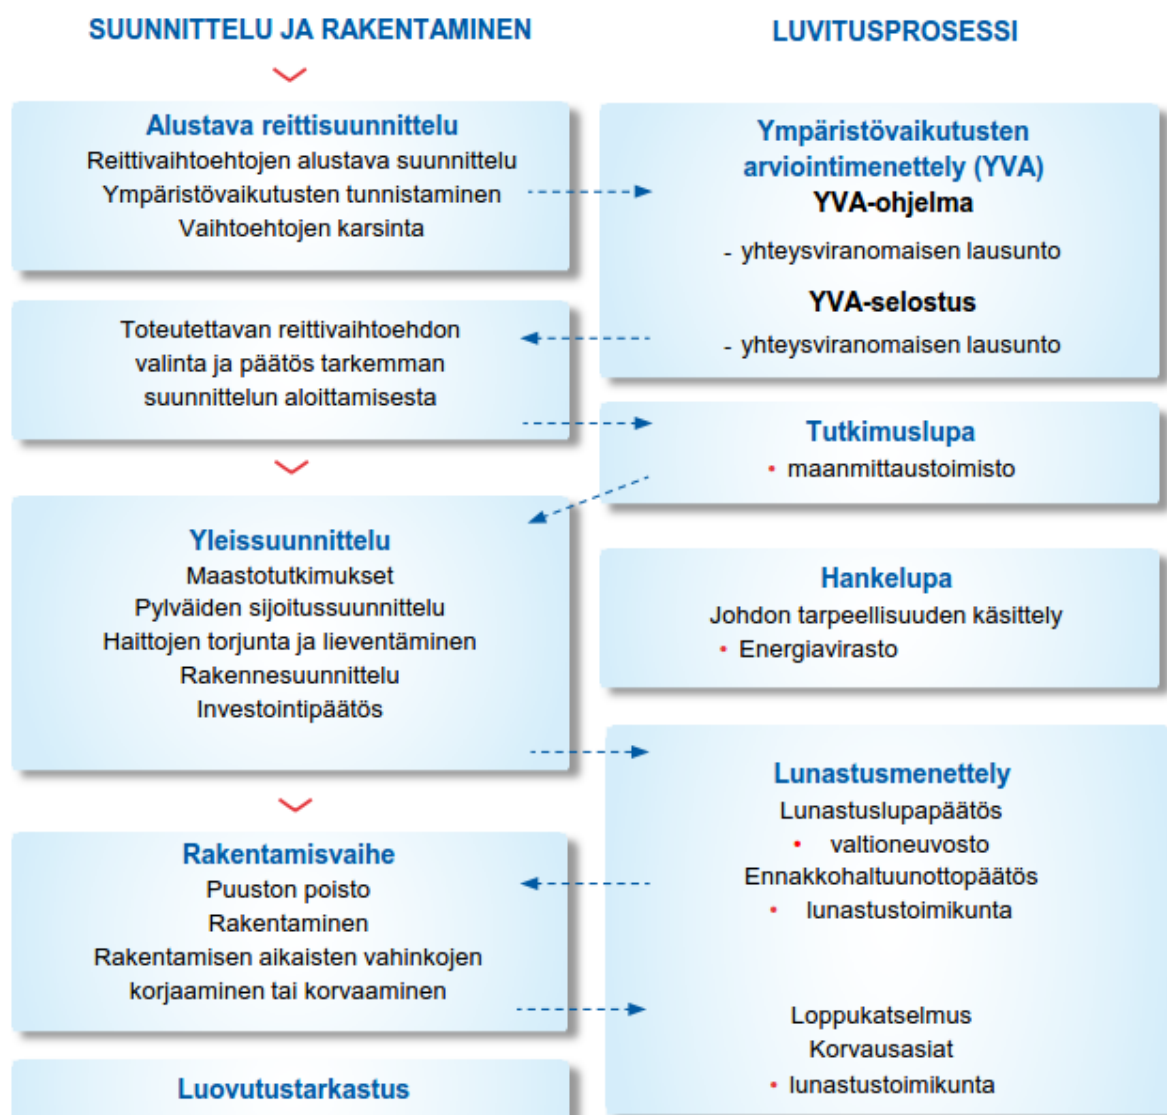 SUUNNITTELU JA RAKENTAMINEN
Alustava reittisuunnittelu
Reittivaihtoehtojen alustava suunnittelu
Ympäristövaikutusten tunnistaminen
Vaihtoehtojen karsinta
Toteutettavan reittivaihtoehdon
valinta ja päätös tarkemman
suunnittelun aloittamisesta
Yleissuunnittelu
Maastotutkimukset
Pylväiden sijoitussuunnittelu
Haittojen torjunta ja lieventäminen
Rakennesuunnittelu
Investointipäätös
Rakentamisvaihe
Puuston poisto
Rakentaminen
Rakentamisen aikaisten vahinkojen
korjaaminen tai korvaaminen
Luovutustarkastus
LUVITUSPROSESSI
Ympäristövaikutusten
arviointimenettely (YVA)
YVA-ohjelma
- yhteysviranomaisen lausunto
YVA-selostus
- yhteysviranomaisen lausunto
Tutkimuslupa
• maanmittaustoimisto
Hankelupa
Johdon tarpeellisuuden käsittely
• Energiavirasto
Lunastusmenettely
Lunastuslupapäätös
• valtioneuvosto
Ennakkohaltuunottopäätös
• lunastustoimikunta
Loppukatselmus
Korvausasiat
• lunastustoimikunta